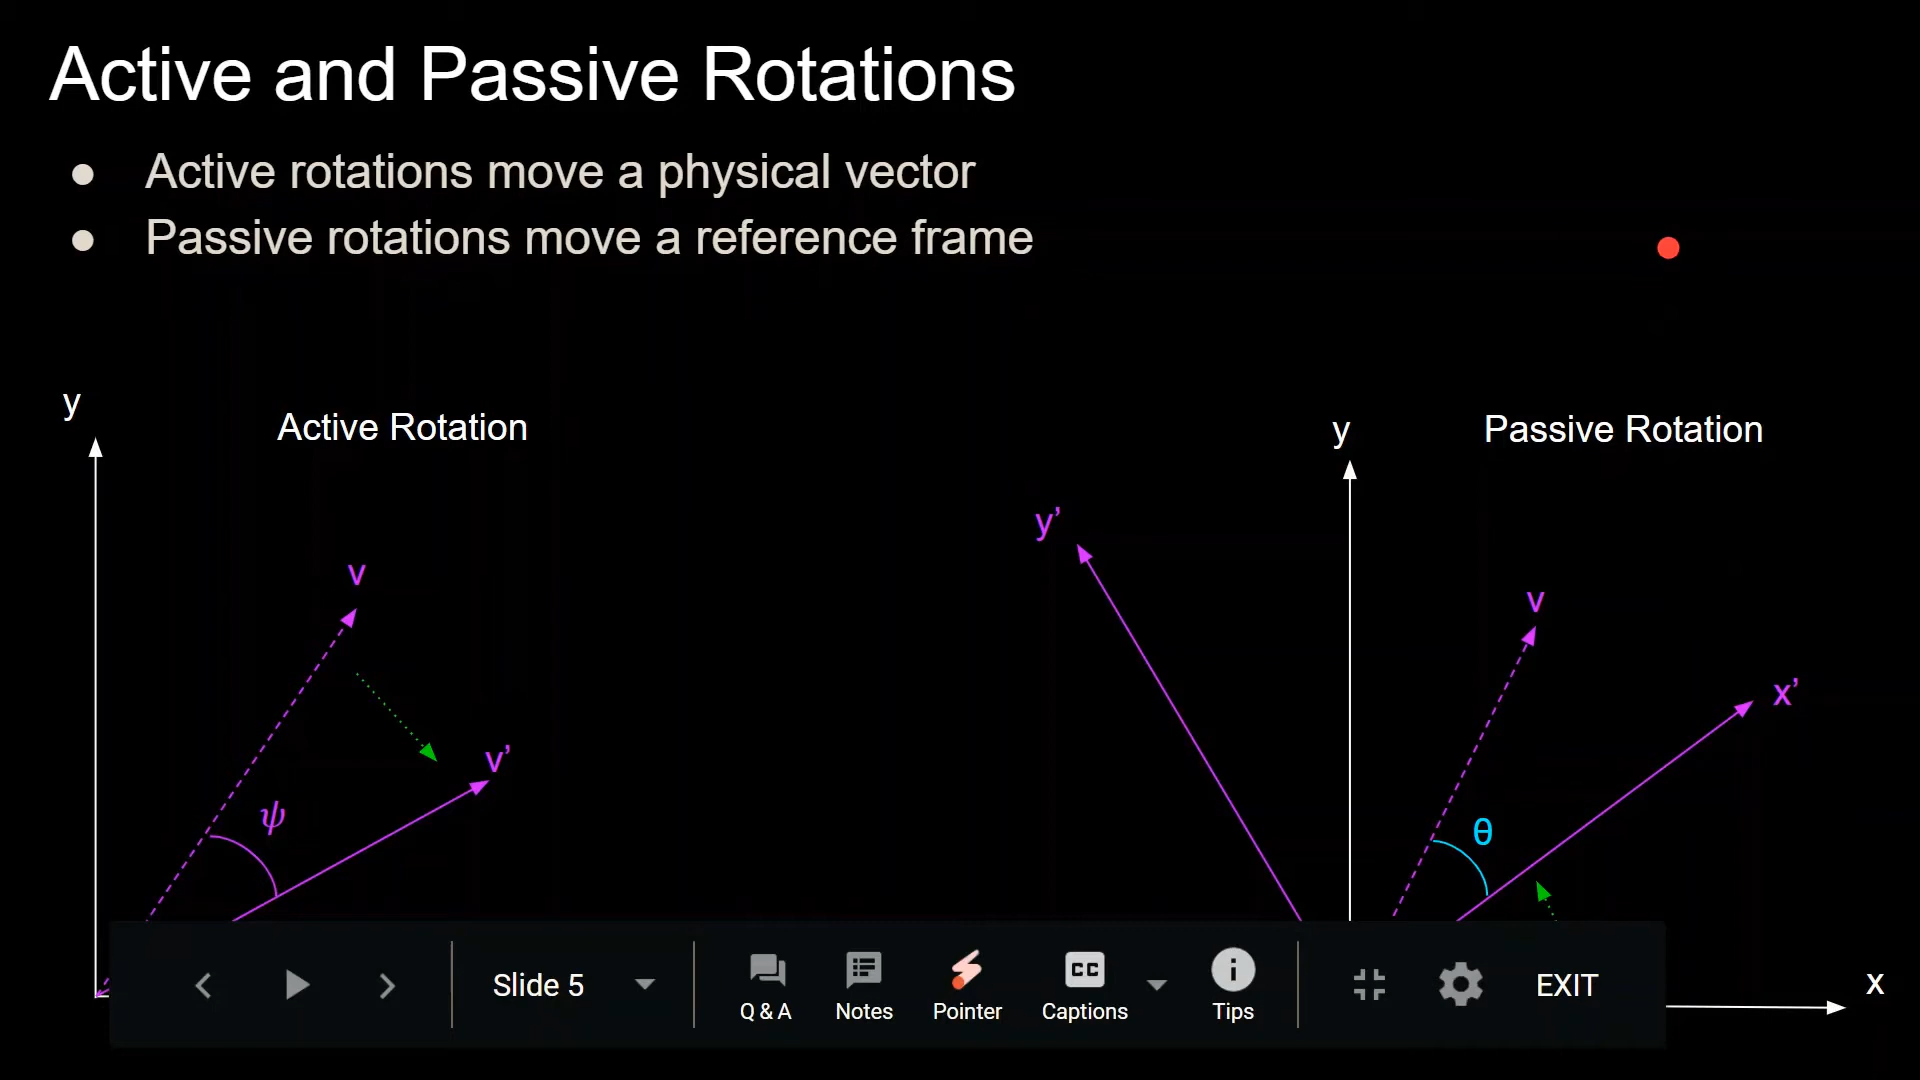 Active and Passive Rotations
● Active rotations move a physical vector
● Passive rotations move a reference frame
y
Active Rotation
v
v’
ψ
y
Passive Rotation
y’
v
x’
θ
x
Slide 5
Q & A
Notes
Pointer
CC
Captions
Tips
EXIT